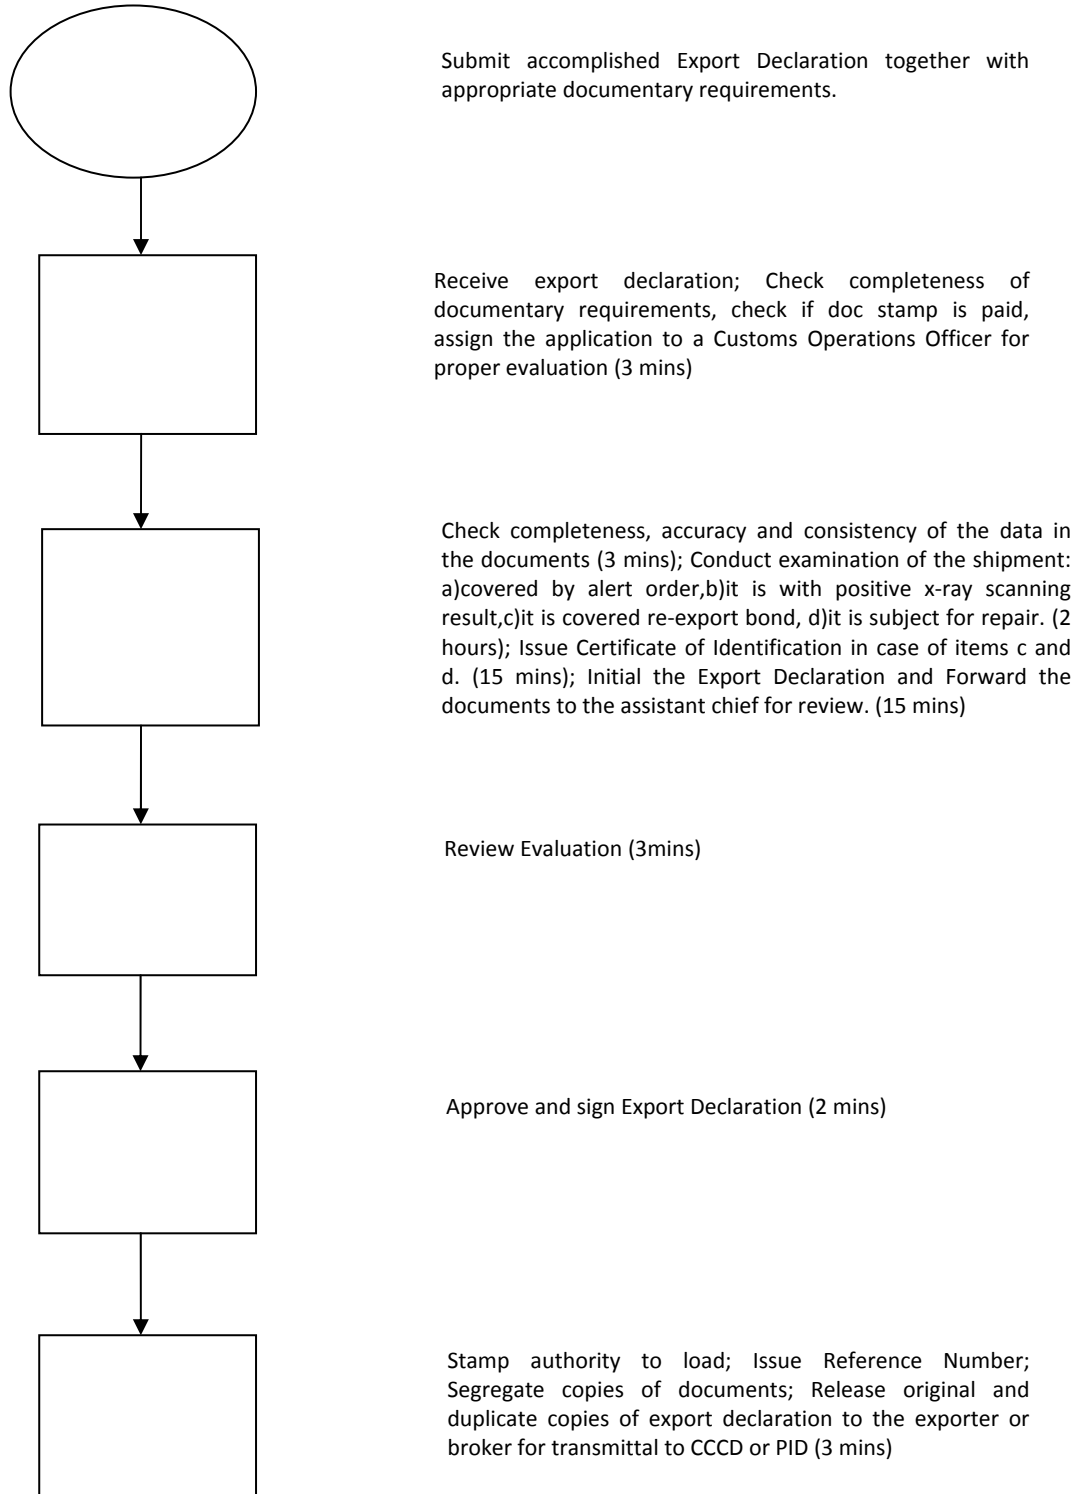 Submit accomplished Export Declaration together with
appropriate documentary requirements.
Receive export declaration; Check completeness of
documentary requirements, check if doc stamp is paid,
assign the application to a Customs Operations Officer for
proper evaluation (3 mins)
Check completeness, accuracy and consistency of the data in
the documents (3 mins); Conduct examination of the shipment:
a)covered by alert order,b)it is with positive x-ray scanning
result,c)it is covered re-export bond, d)it is subject for repair. (2
hours); Issue Certificate of Identification in case of items c and
d. (15 mins); Initial the Export Declaration and Forward the
documents to the assistant chief for review. (15 mins)
Review Evaluation (3mins)
Approve and sign Export Declaration (2 mins)
Stamp authority to load; Issue Reference Number;
Segregate copies of documents; Release original and
duplicate copies of export declaration to the exporter or
broker for transmittal to CCCD or PID (3 mins)